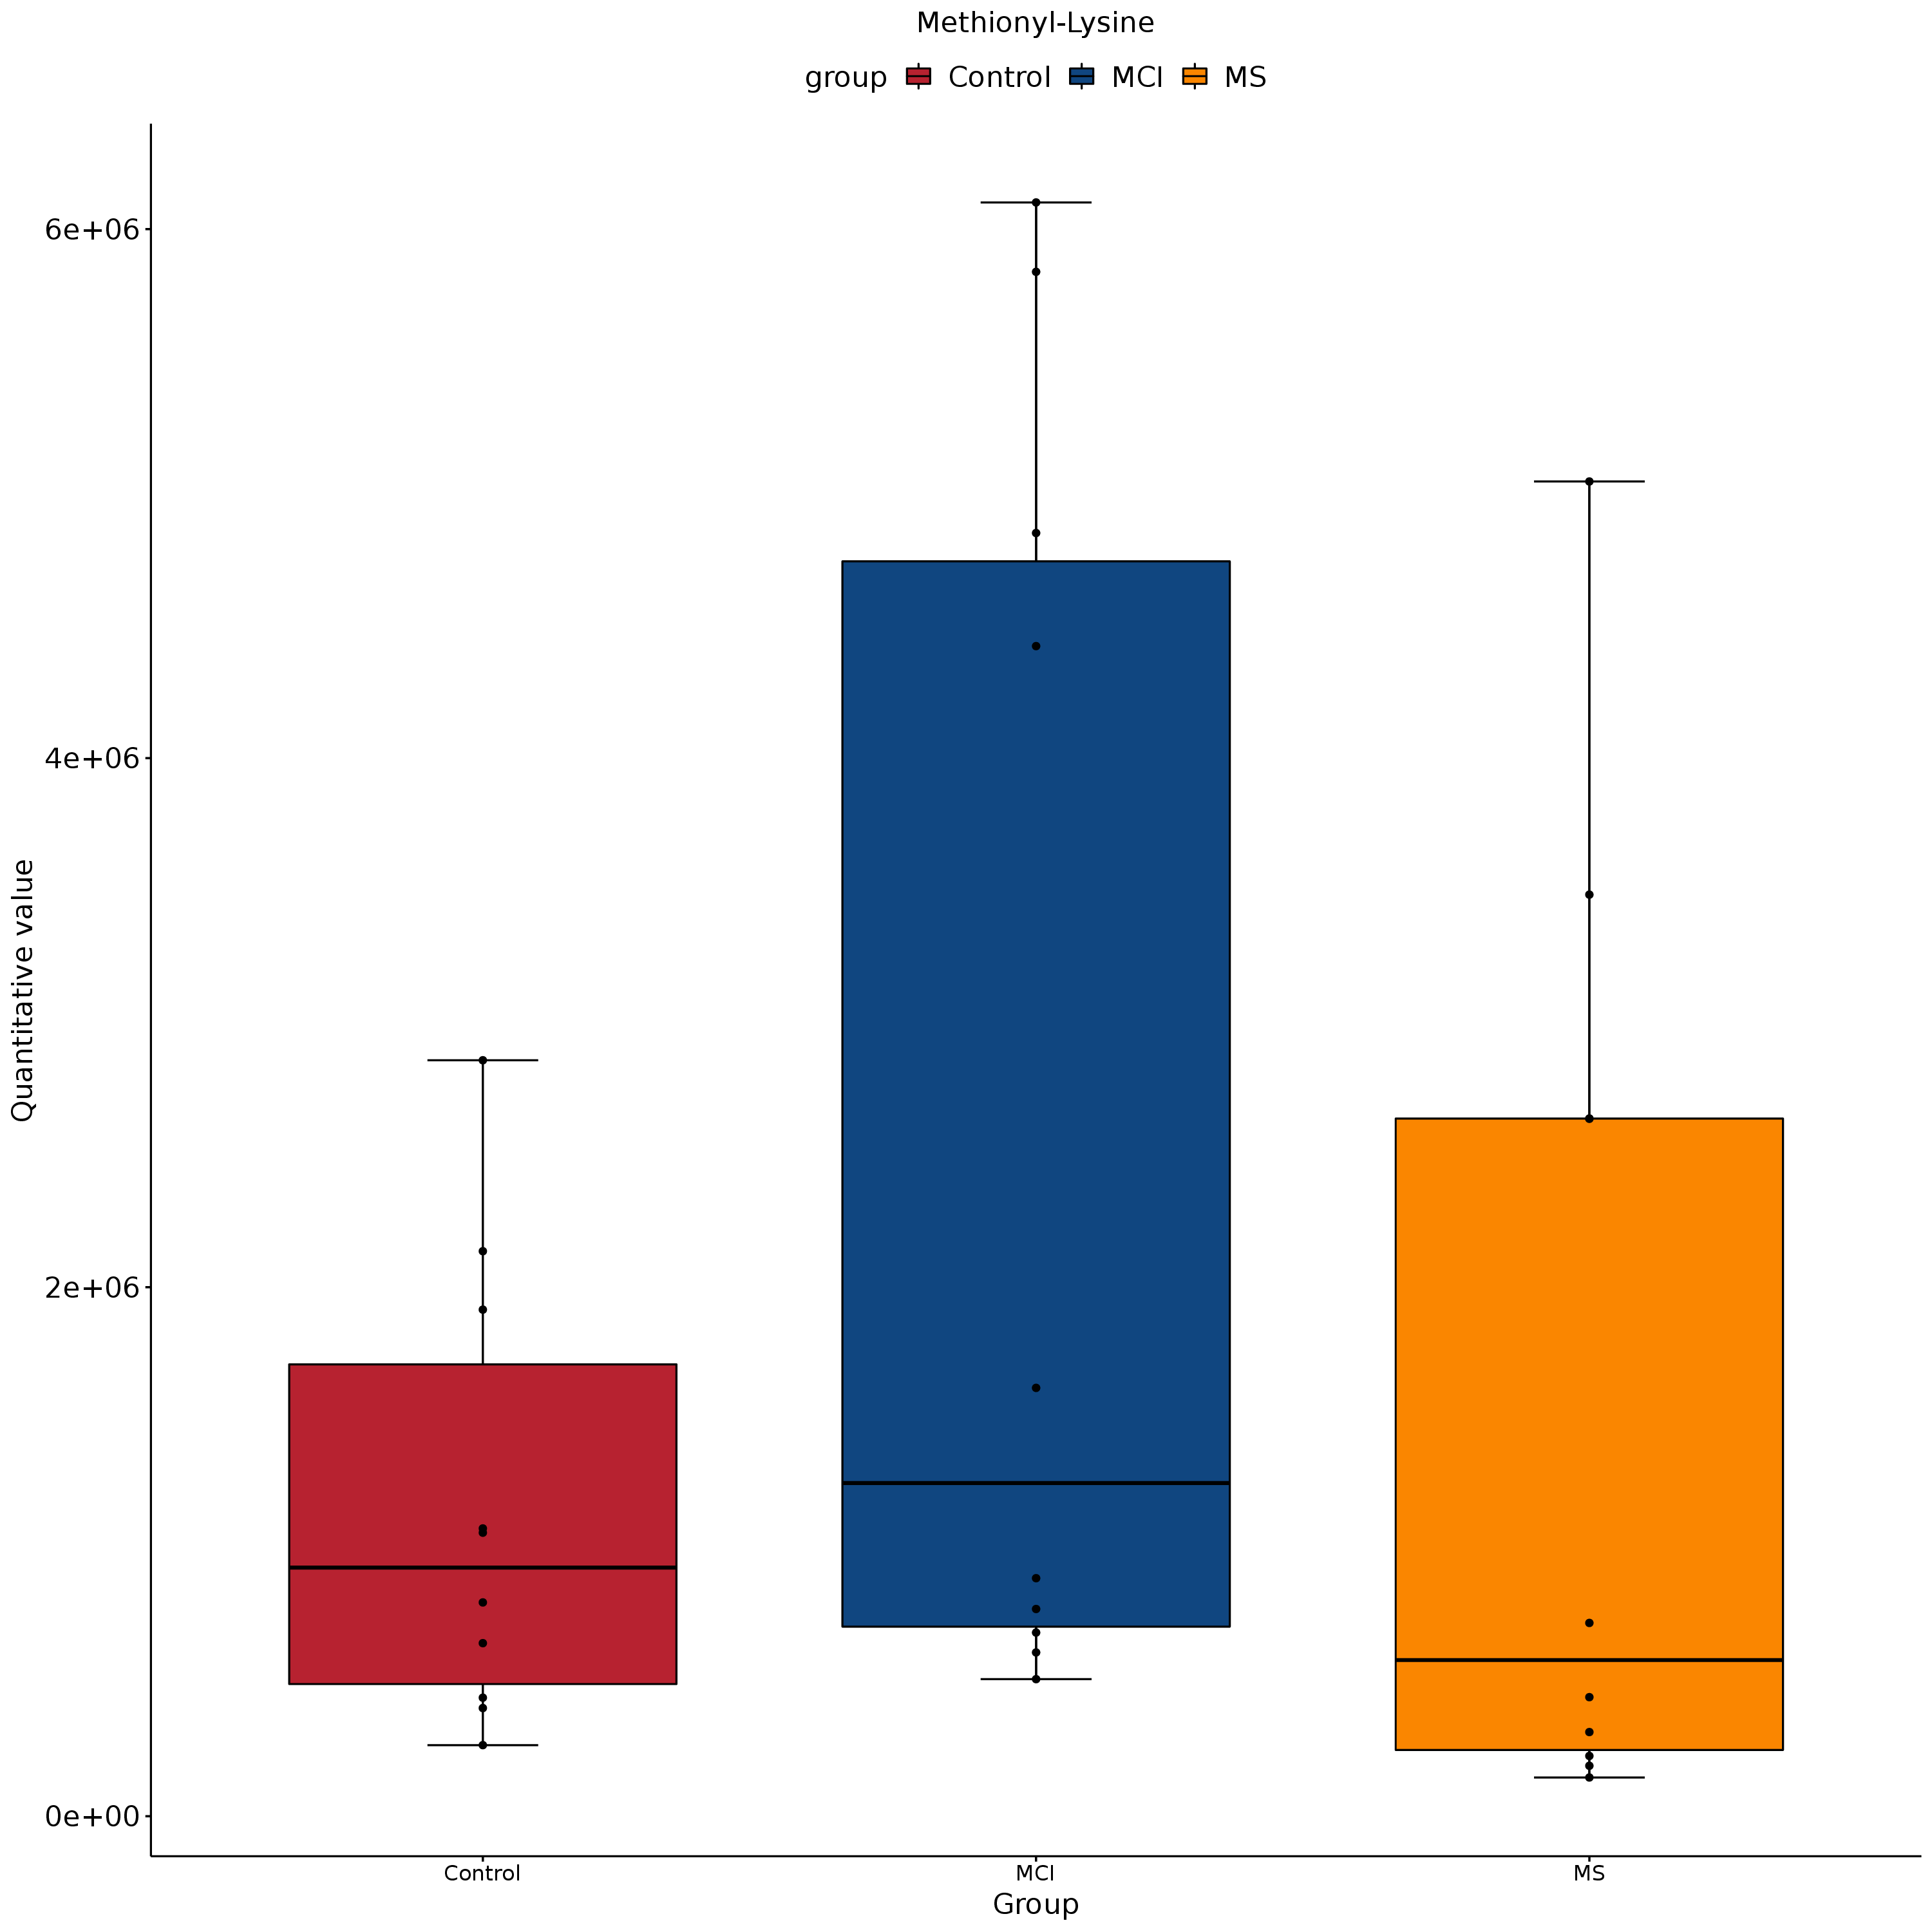 Methionyl-Lysine
group Control MCI MS
Quantitative value
6e+06
4e+06
2e+06
0e+00
Control MCI MS
Group